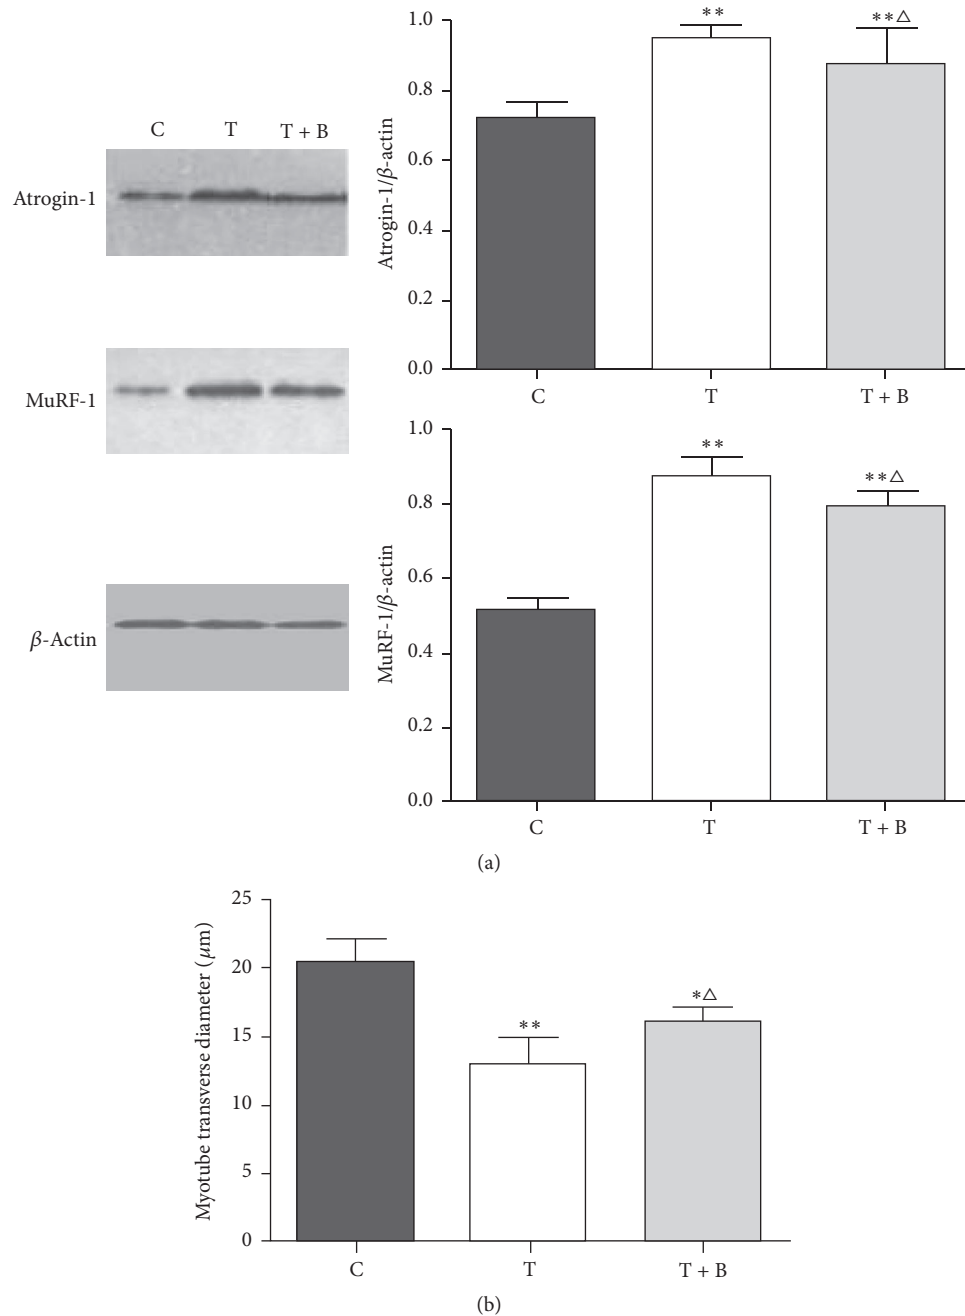 C T T + B
Atrogin-1
MuRF-1
β-Actin
Atrogin-1/β-actin
1.0
0.8
0.6
0.4
0.2
0.0
**
**△
C T T + B
MuRF-1/β-actin
1.0
0.8
0.6
0.4
0.2
0.0
**
**△
C T T + B
(a)
Myotube transverse diameter (μm)
25
20
15
10
5
0
**
*△
C T T + B
(b)